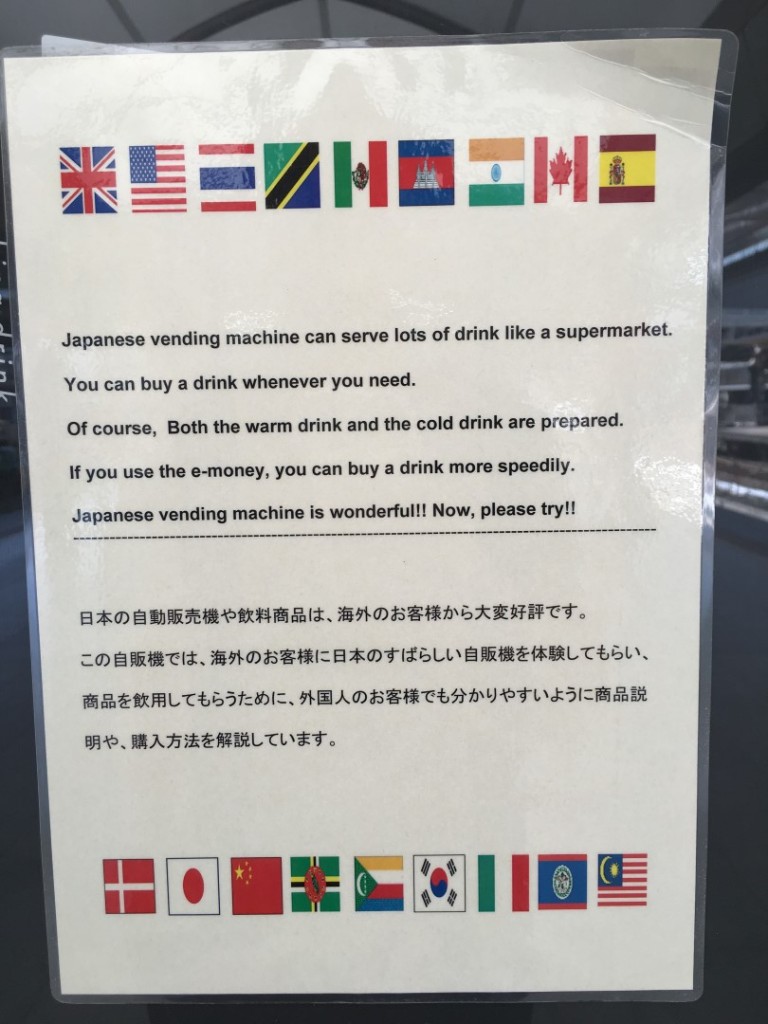 Japanese vending machine can serve lots of drink like a supermarket.
You can buy a drink whenever you need.
Of course,  Both the warm drink and the cold drink are prepared.
If you use the e-money, you can buy a drink more speedily.
Japanese vending machine is wonderful!! Now, please try!!
日本の自動販売機や飲料商品は、海外のお客様から大変好評です。
この自販機では、海外のお客様に日本のすばらしい自販機を体験してもらい、
商品を飲用してもらうために、外国人のお客様でも分かりやすいように商品説
明や、購入方法を解説しています。
drink